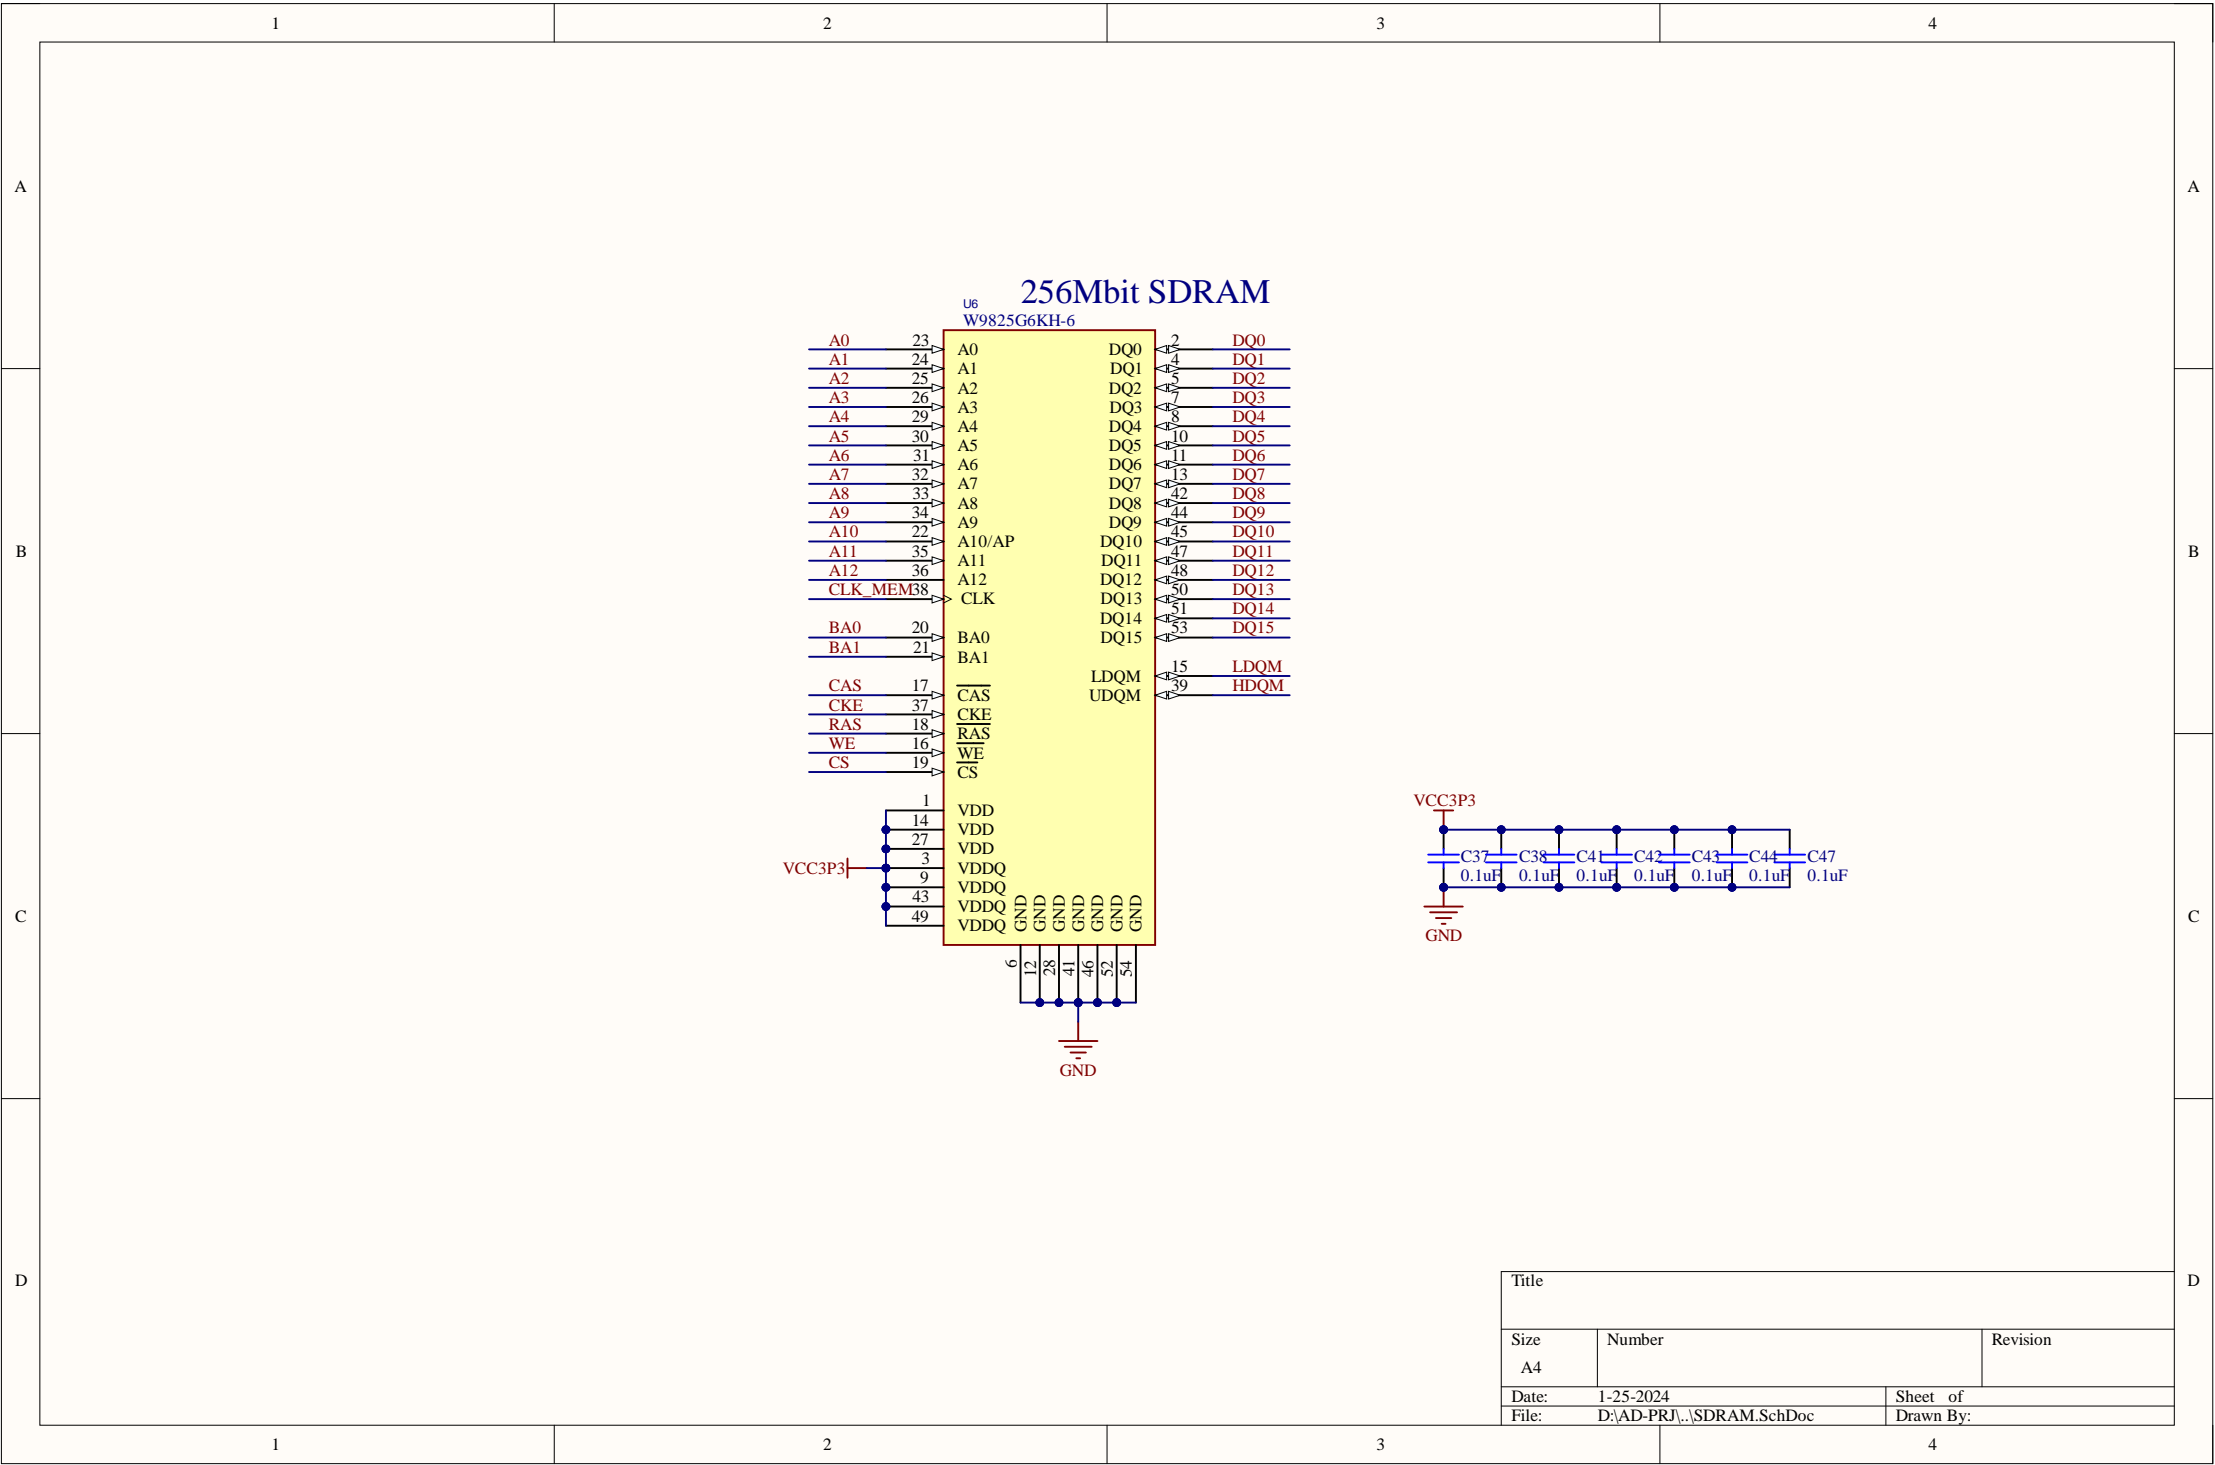 1 2 3 4
A A
256Mbit SDRAM
U6
W9825G6KH-6
A0 23 A0 DQ0 2 DQ0
A1 24 A1 DQ1 4 DQ1
A2 25 A2 DQ2 5 DQ2
A3 26 A3 DQ3 7 DQ3
A4 29 A4 DQ4 8 DQ4
A5 30 A5 DQ5 10 DQ5
A6 31 A6 DQ6 11 DQ6
A7 32 A7 DQ7 13 DQ7
A8 33 A8 DQ8 42 DQ8
A9 34 A9 DQ9 44 DQ9
A10 22 A10/AP DQ10 45 DQ10
B B
A11 35 A11 DQ11 47 DQ11
A12 36 A12 DQ12 48 DQ12
CLK_MEM 38 CLK DQ13 50 DQ13
DQ14 51 DQ14
BA0 20 BA0 DQ15 53 DQ15
BA1 21 BA1
LDQM 15 LDQM
CAS 17 CAS UDQM 39 HDQM
CKE 37 CKE
RAS 18 RAS
WE 16 WE
CS 19 CS
1 VDD
14 VDD
27 VDD
VCC3P3 3 VDDQ
9 VDDQ
43 VDDQ
49 VDDQ
GND GND GND GND GND GND GND
6 12 28 41 46 52 54
GND
VCC3P3
C37 C38 C41 C42 C43 C44 C47
0.1uF 0.1uF 0.1uF 0.1uF 0.1uF 0.1uF 0.1uF
GND
C C
D D
Title
Size Number Revision
A4
Date: 1-25-2024 Sheet of
File: D:\AD-PRJ\..\SDRAM.SchDoc Drawn By:
1 2 3 4